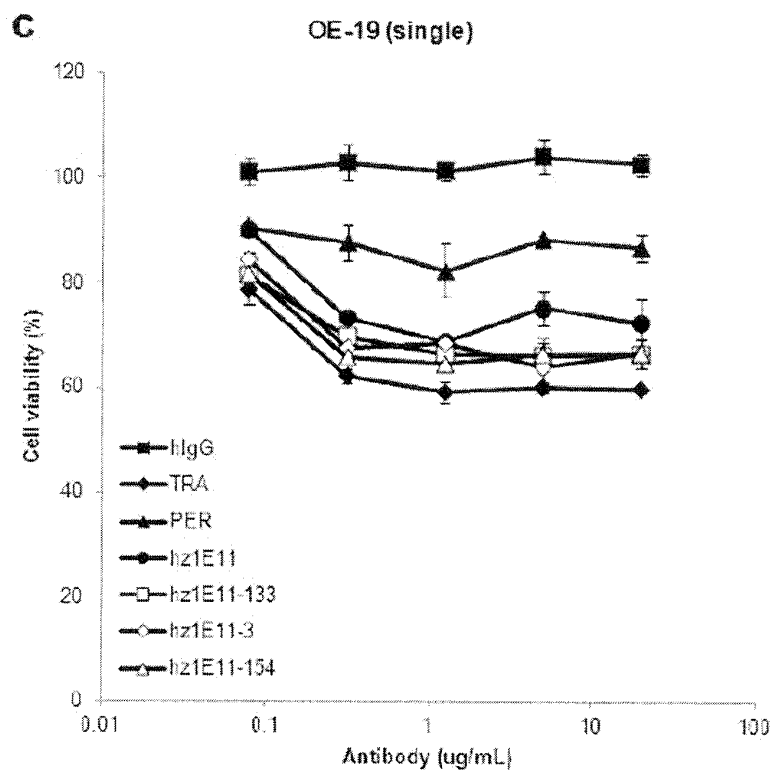 C
OE-19 (single)
120
100
80
60
40
20
0
Cell viability (%)
hIgG
TRA
PER
hz1E11
hz1E11-133
hz1E11-3
hz1E11-154
0.01
0.1
1
10
100
Antibody (ug/mL)